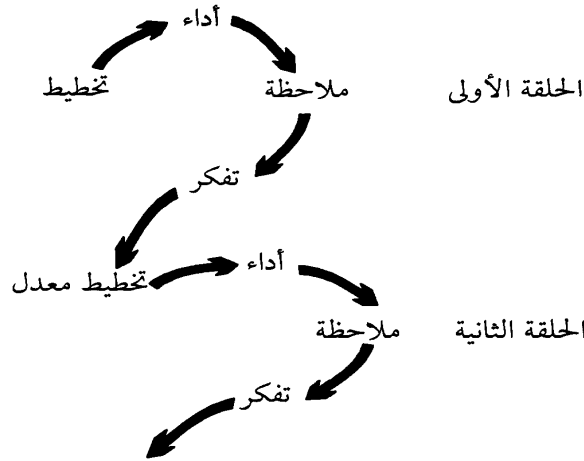 أداء
الحلقة الأولى ملاحظة تخطيط
تفكر
أداء
تخطيط معدل
الحلقة الثانية ملاحظة
تفكر